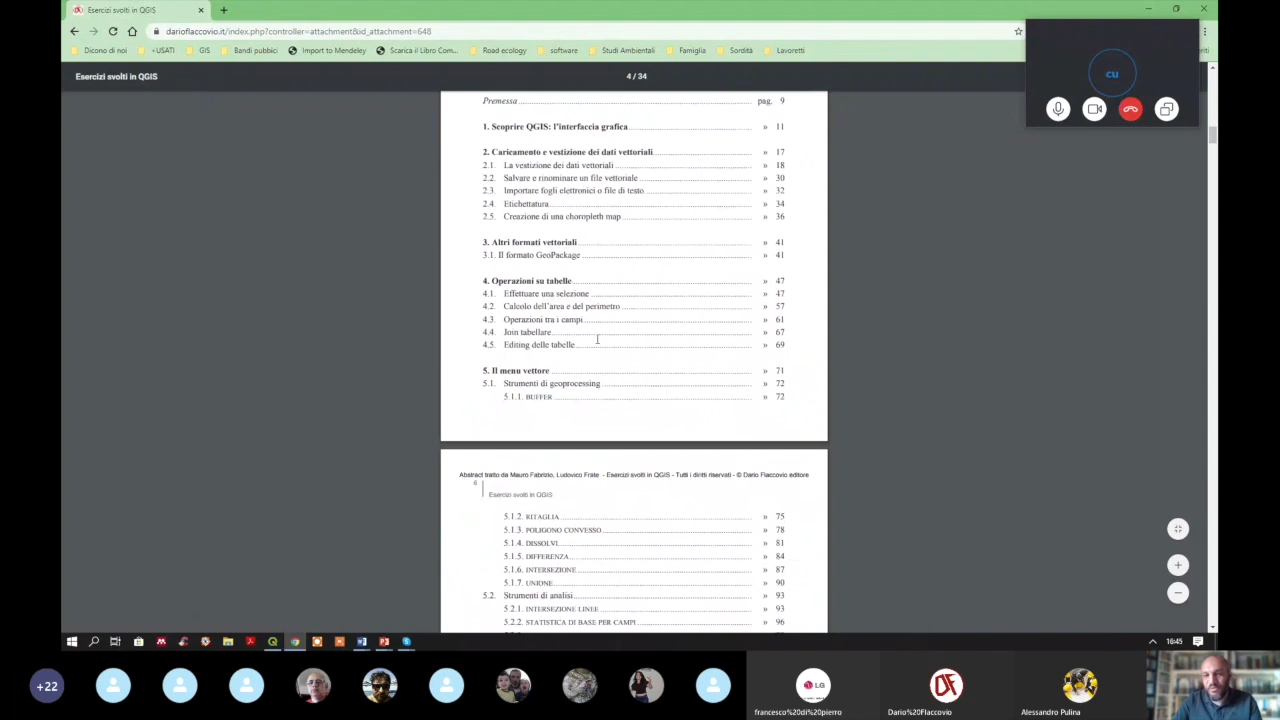 Esercizi svolti in QGIS
darioflaccovio.it/index.php?controller=attachment&id_attachment=648
Dicono di noi
+USATI
GIS
Bandi pubblici
Import to Mendeley
Scarica il Libro Com...
Road ecology
software
Studi Ambientali
Famiglia
Sordità
Lavoretti
Esercizi svolti in QGIS
4 / 34
cu
Premessa pag. 9
1. Scoprire QGIS: l'interfaccia grafica » 11
2. Caricamento e vestizione dei dati vettoriali » 17
2.1. La vestizione dei dati vettoriali » 18
2.2. Salvare e rinominare un file vettoriale » 30
2.3. Importare fogli elettronici o file di testo » 32
2.4. Etichettatura » 34
2.5. Creazione di una choropleth map » 36
3. Altri formati vettoriali » 41
3.1. Il formato GeoPackage » 41
4. Operazioni su tabelle » 47
4.1. Effettuare una selezione » 47
4.2. Calcolo dell'area e del perimetro » 57
4.3. Operazioni tra i campi » 61
4.4. Join tabellare » 67
4.5. Editing delle tabelle » 69
5. Il menu vettore » 71
5.1. Strumenti di geoprocessing » 72
5.1.1. BUFFER » 72
Abstract tratto da Mauro Fabrizio, Ludovico Frate - Esercizi svolti in QGIS - Tutti i diritti riservati - © Dario Flaccovio editore
6
Esercizi svolti in QGIS
5.1.2. RITAGLIA » 75
5.1.3. POLIGONO CONVESSO » 78
5.1.4. DISSOLVI » 81
5.1.5. DIFFERENZA » 84
5.1.6. INTERSEZIONE » 87
5.1.7. UNIONE » 90
5.2. Strumenti di analisi » 93
5.2.1. INTERSEZIONE LINEE » 93
5.2.2. STATISTICA DI BASE PER CAMPI » 96
16:45
+22
LG
francesco%20di%20pierro
Dario%20Flaccovio
Alessandro Pulina